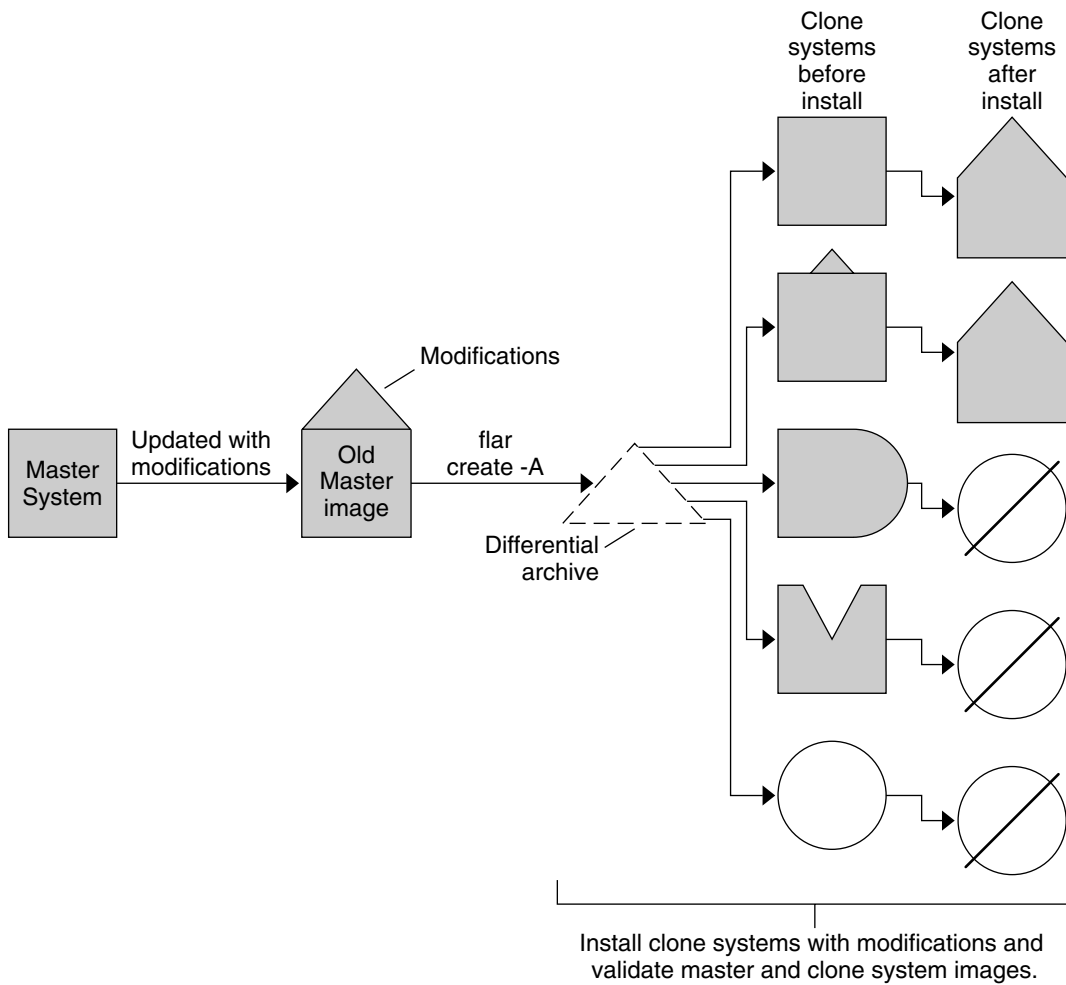 Clone
systems
before
install
Clone
systems
after
install
Modifications
Master
System
Updated with
modifications
Old
Master
image
flar
create -A
Differential
archive
Install clone systems with modifications and
validate master and clone system images.